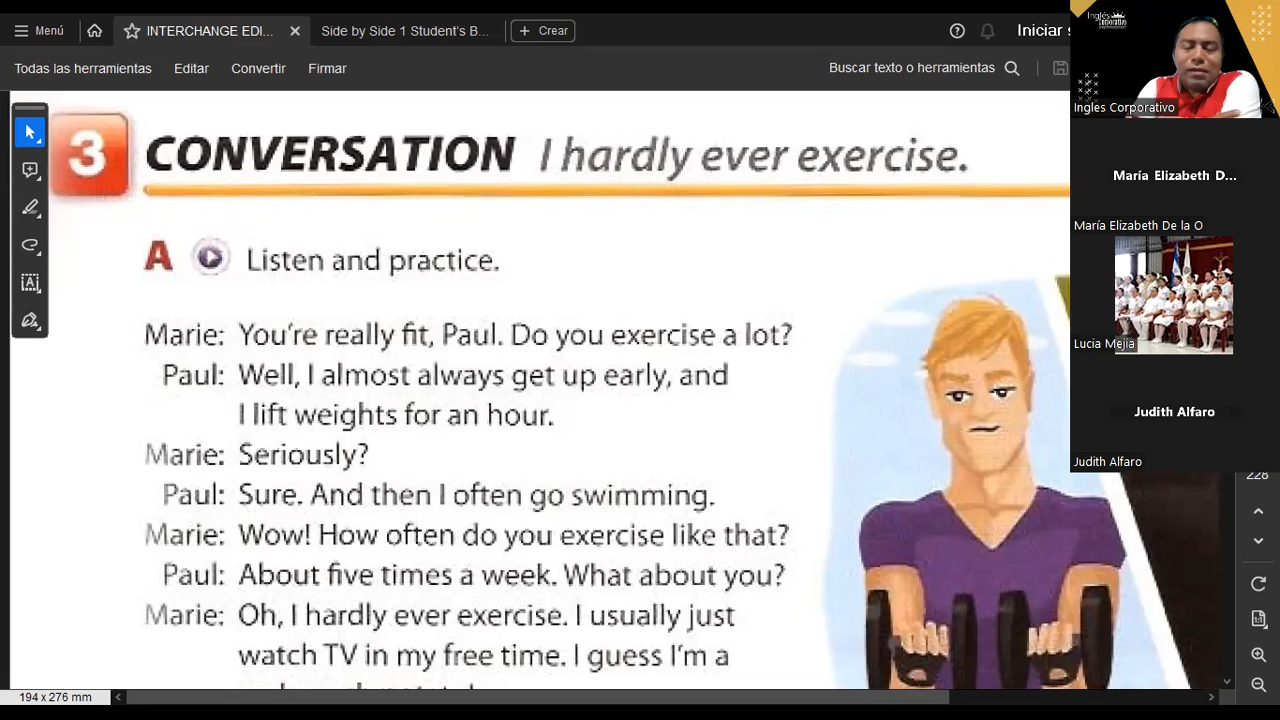 Menú
INTERCHANGE EDI...
Side by Side 1 Student's B...
+ Crear
Iniciar s
Todas las herramientas
Editar
Convertir
Firmar
Buscar texto o herramientas
3 CONVERSATION I hardly ever exercise.
A Listen and practice.
Marie: You're really fit, Paul. Do you exercise a lot?
Paul: Well, I almost always get up early, and
I lift weights for an hour.
Marie: Seriously?
Paul: Sure. And then I often go swimming.
Marie: Wow! How often do you exercise like that?
Paul: About five times a week. What about you?
Marie: Oh, I hardly ever exercise. I usually just
watch TV in my free time. I guess I'm a
194 x 276 mm
Inglés
Corporativo
Ingles Corporativo
María Elizabeth D...
María Elizabeth De la O
Lucia Mejia
Judith Alfaro
Judith Alfaro
228